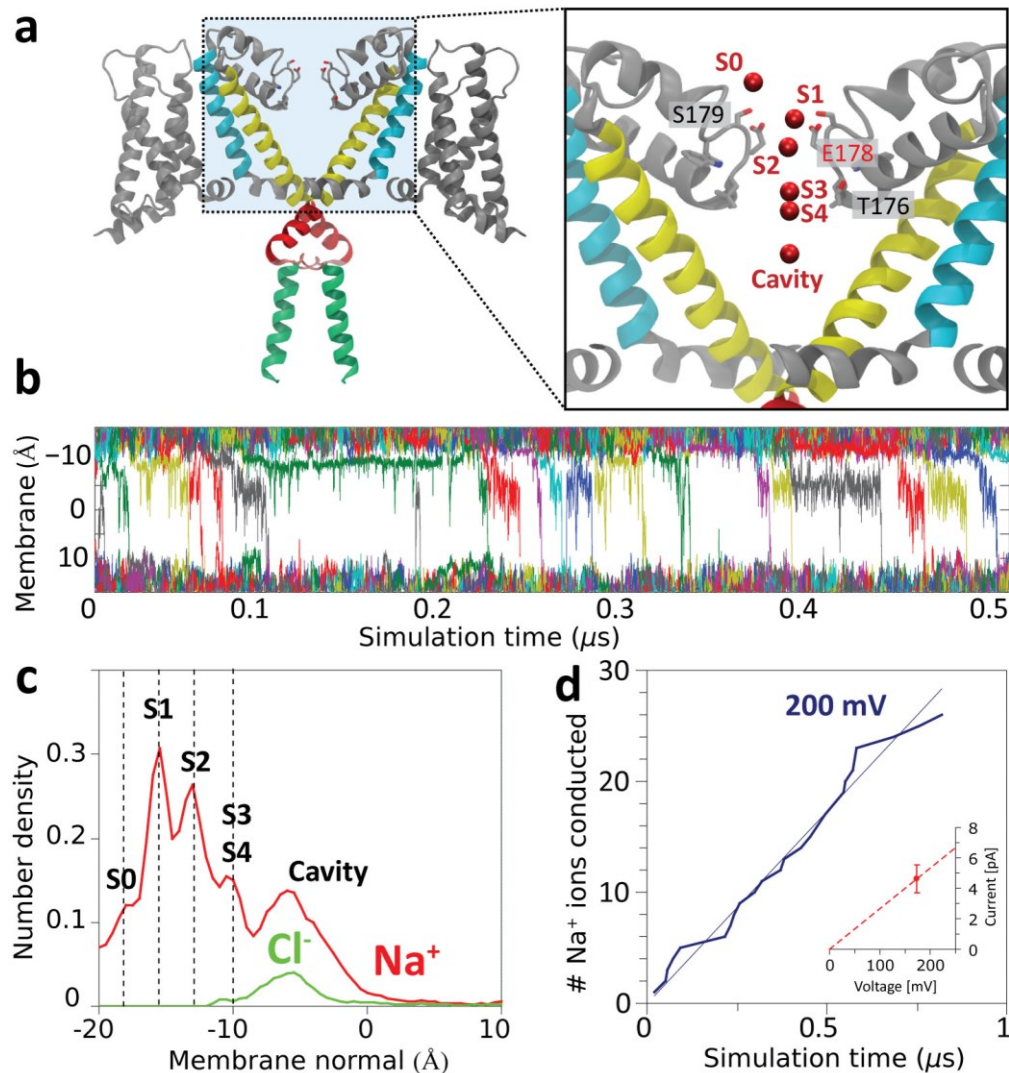 a
S0
S1
S179
S2
E178
S3
S4
T176
Cavity
b
Membrane (Å)
−10
0
10
0
0.1
0.2
0.3
0.4
0.5
Simulation time (μs)
c
Number density
0.3
0.2
0.1
0
S0
S1
S2
S3
S4
Cavity
Cl⁻
Na⁺
-20
-10
0
10
Membrane normal (Å)
d
# Na⁺ ions conducted
30
20
10
0
200 mV
8
6
4
2
0
Current [pA]
0
100
200
Voltage [mV]
0
0.5
1
Simulation time (μs)